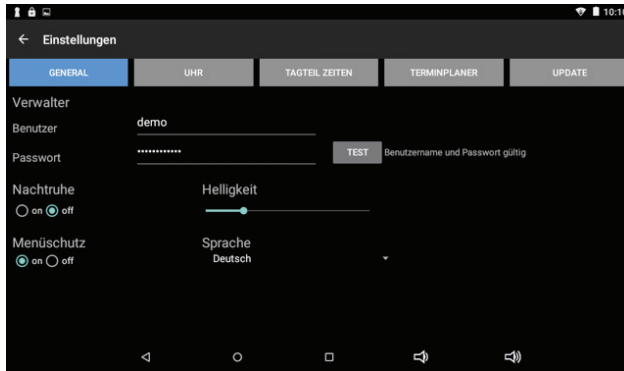 10:10
Einstellungen
GENERAL UHR TAGTEIL ZEITEN TERMINPLANER UPDATE
Verwalter
Benutzer demo
Passwort ············ TEST Benutzername und Passwort gültig
Nachtruhe Helligkeit
on off
Menüschutz Sprache
on off Deutsch